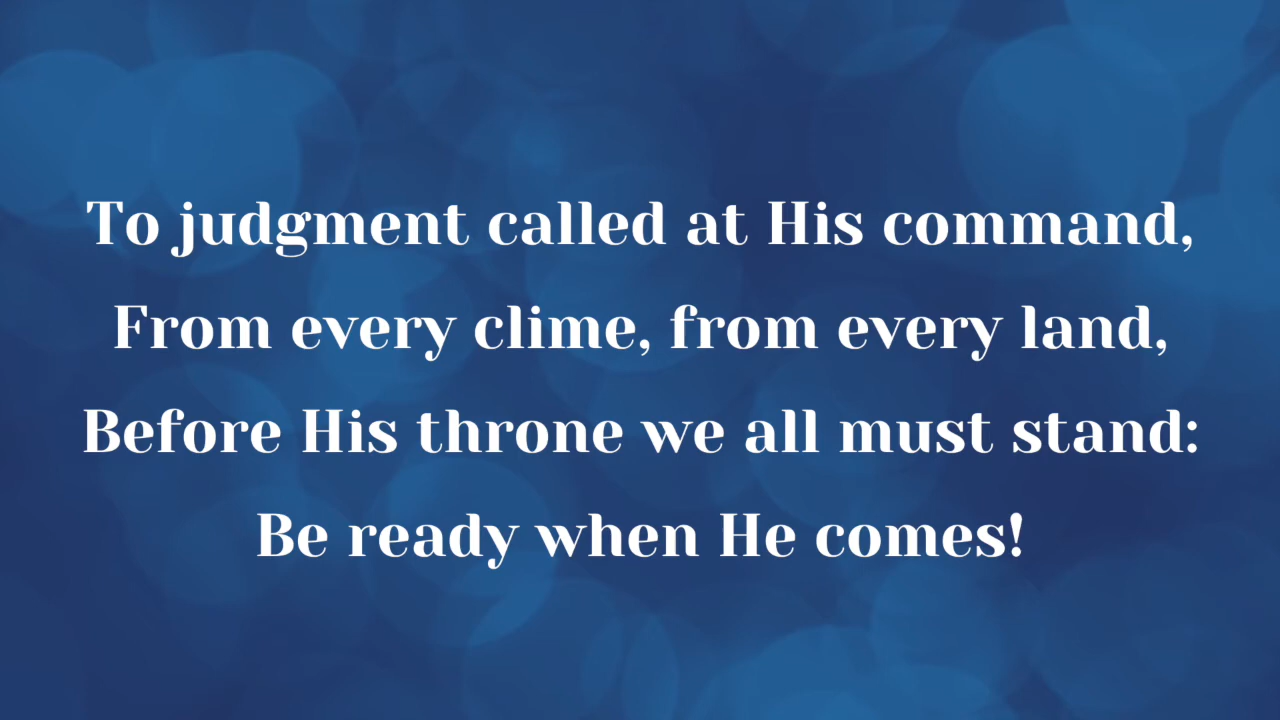 To judgment called at His command,
From every clime, from every land,
Before His throne we all must stand:
Be ready when He comes!